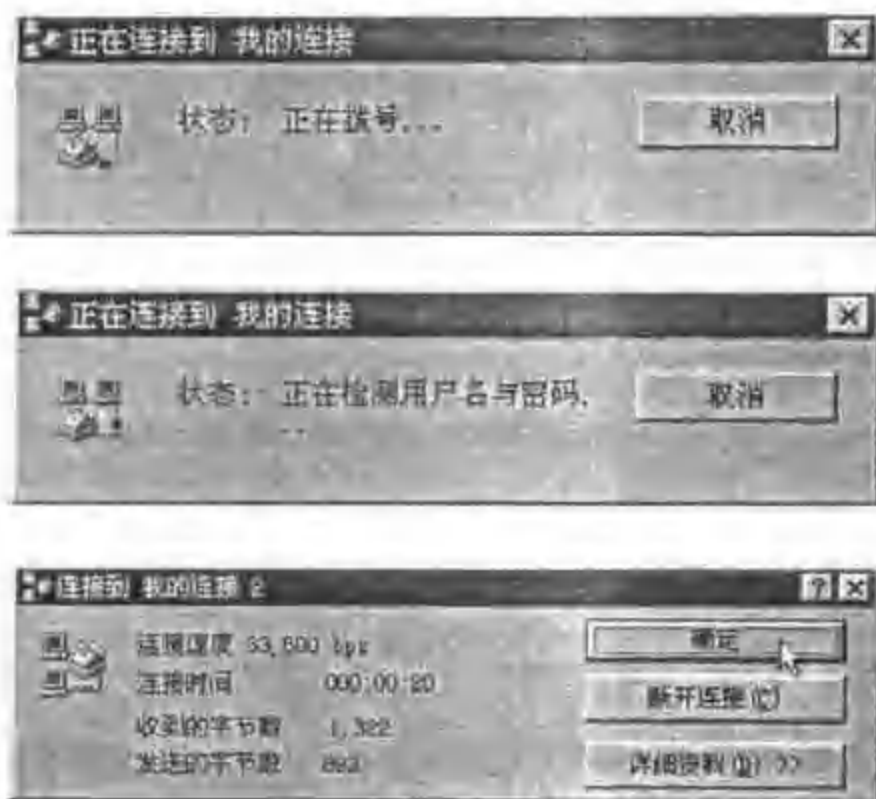 正在连接到 我的连接
状态: 正在拨号...
取消
正在连接到 我的连接
状态: 正在检测用户名与密码.
..
取消
连接到 我的连接 2
连接速度 33,600 bps
确定
连接时间 000:00:20
断开连接(C)
收到的字节数 1,322
发送的字节数
详细资料(D) >>